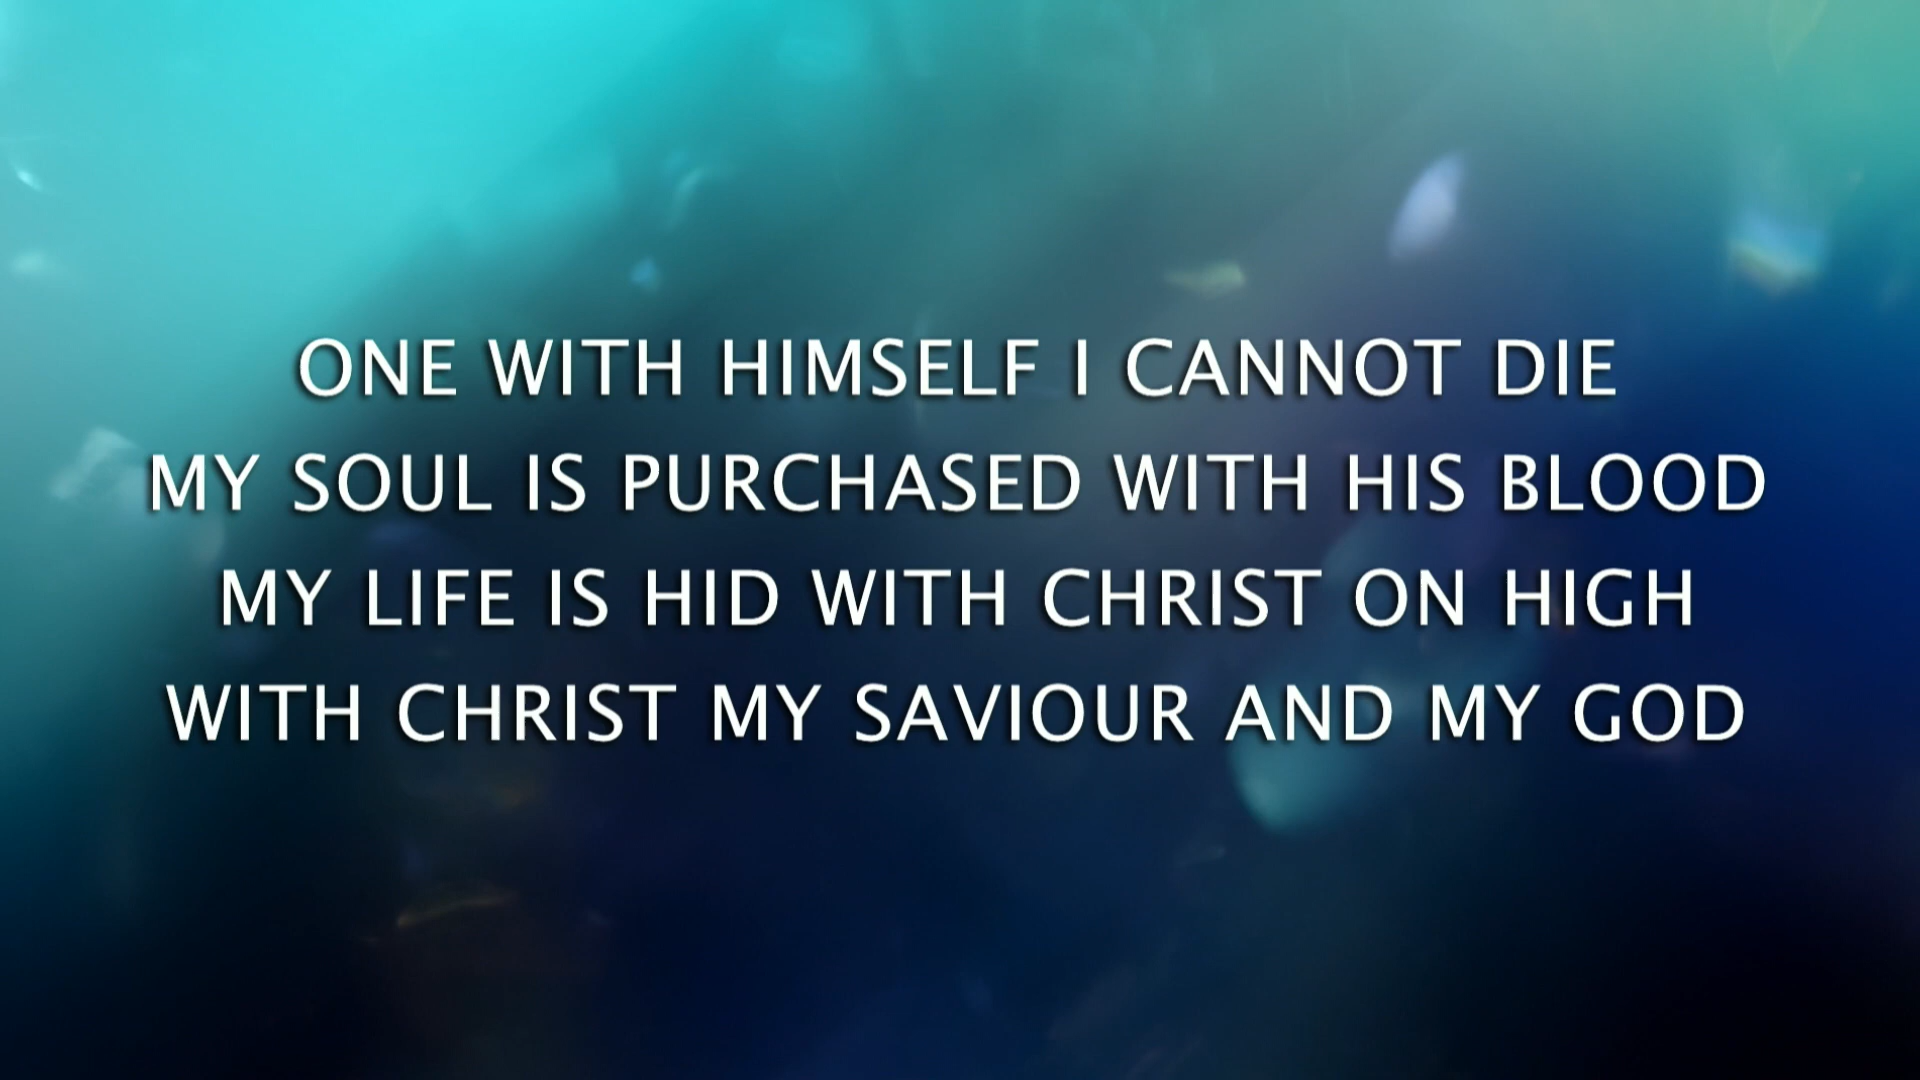 ONE WITH HIMSELF I CANNOT DIE
MY SOUL IS PURCHASED WITH HIS BLOOD
MY LIFE IS HID WITH CHRIST ON HIGH
WITH CHRIST MY SAVIOUR AND MY GOD